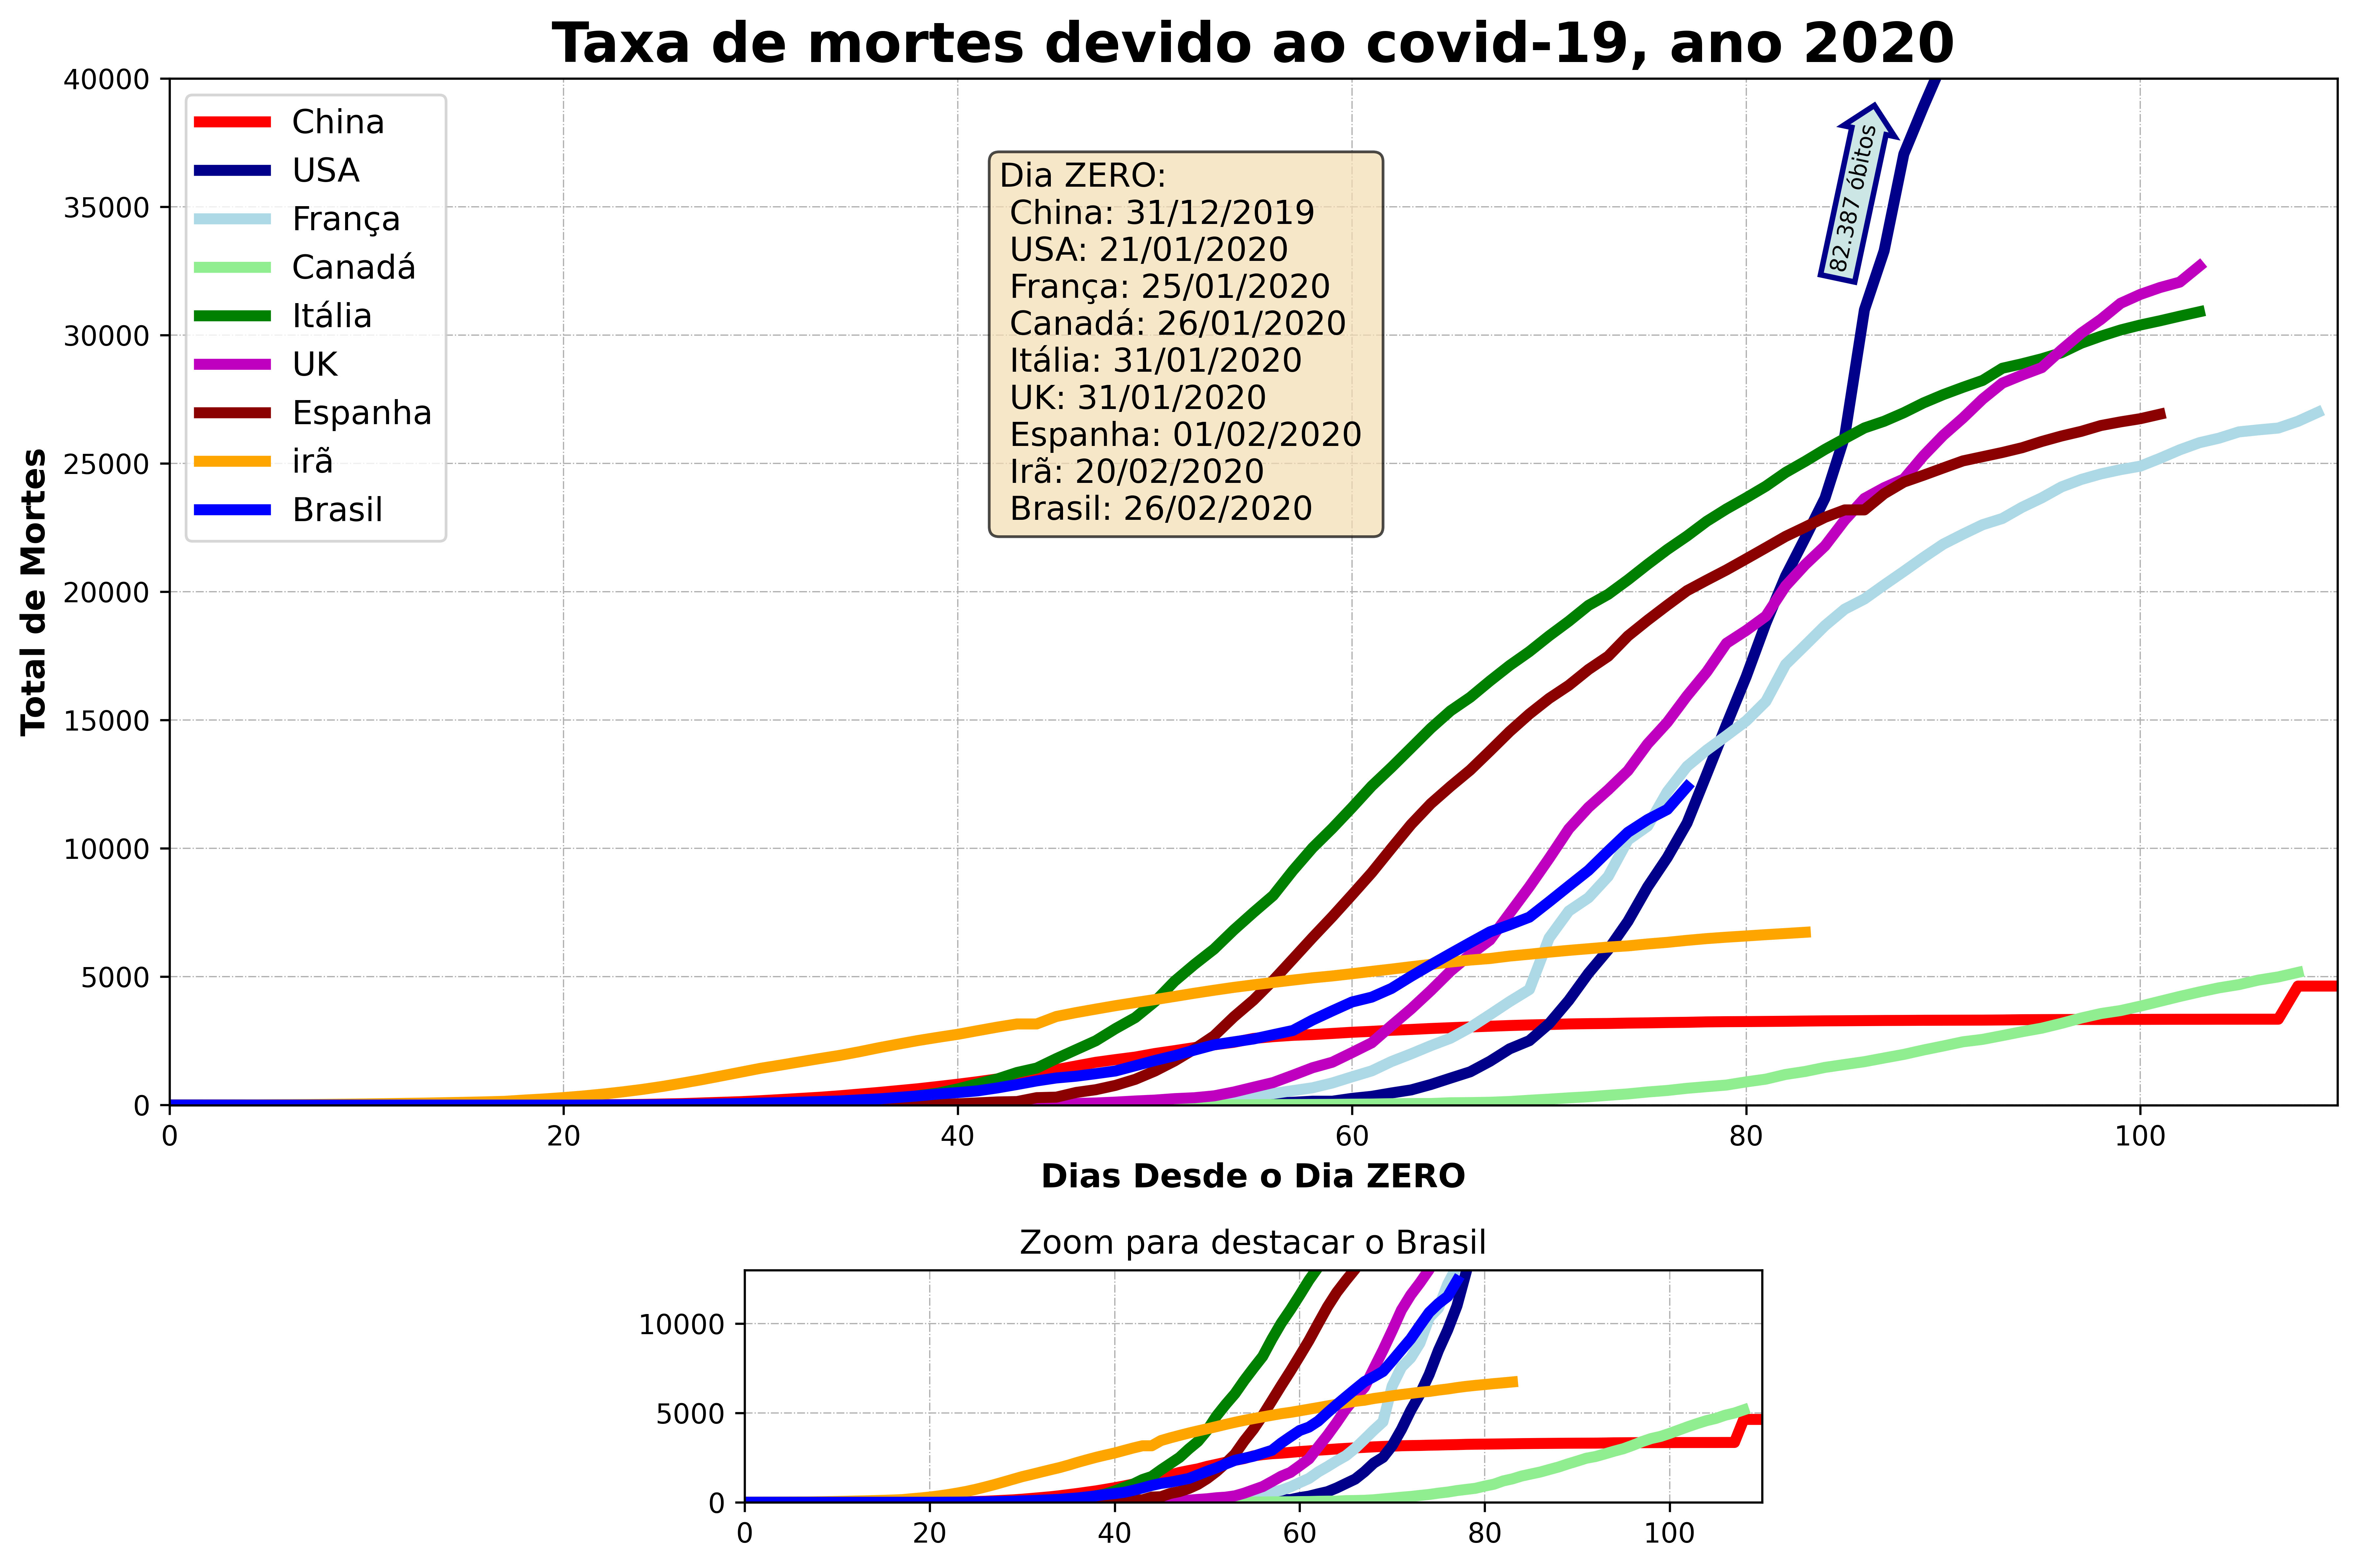 Taxa de mortes devido ao covid-19, ano 2020
40000
35000
30000
25000
20000
15000
10000
5000
0
Total de Mortes
China
USA
França
Canadá
Itália
UK
Espanha
irã
Brasil
Dia ZERO:
China: 31/12/2019
USA: 21/01/2020
França: 25/01/2020
Canadá: 26/01/2020
Itália: 31/01/2020
UK: 31/01/2020
Espanha: 01/02/2020
Irã: 20/02/2020
Brasil: 26/02/2020
82.387 óbitos
0 20 40 60 80 100
Dias Desde o Dia ZERO
Zoom para destacar o Brasil
10000
5000
0
0 20 40 60 80 100